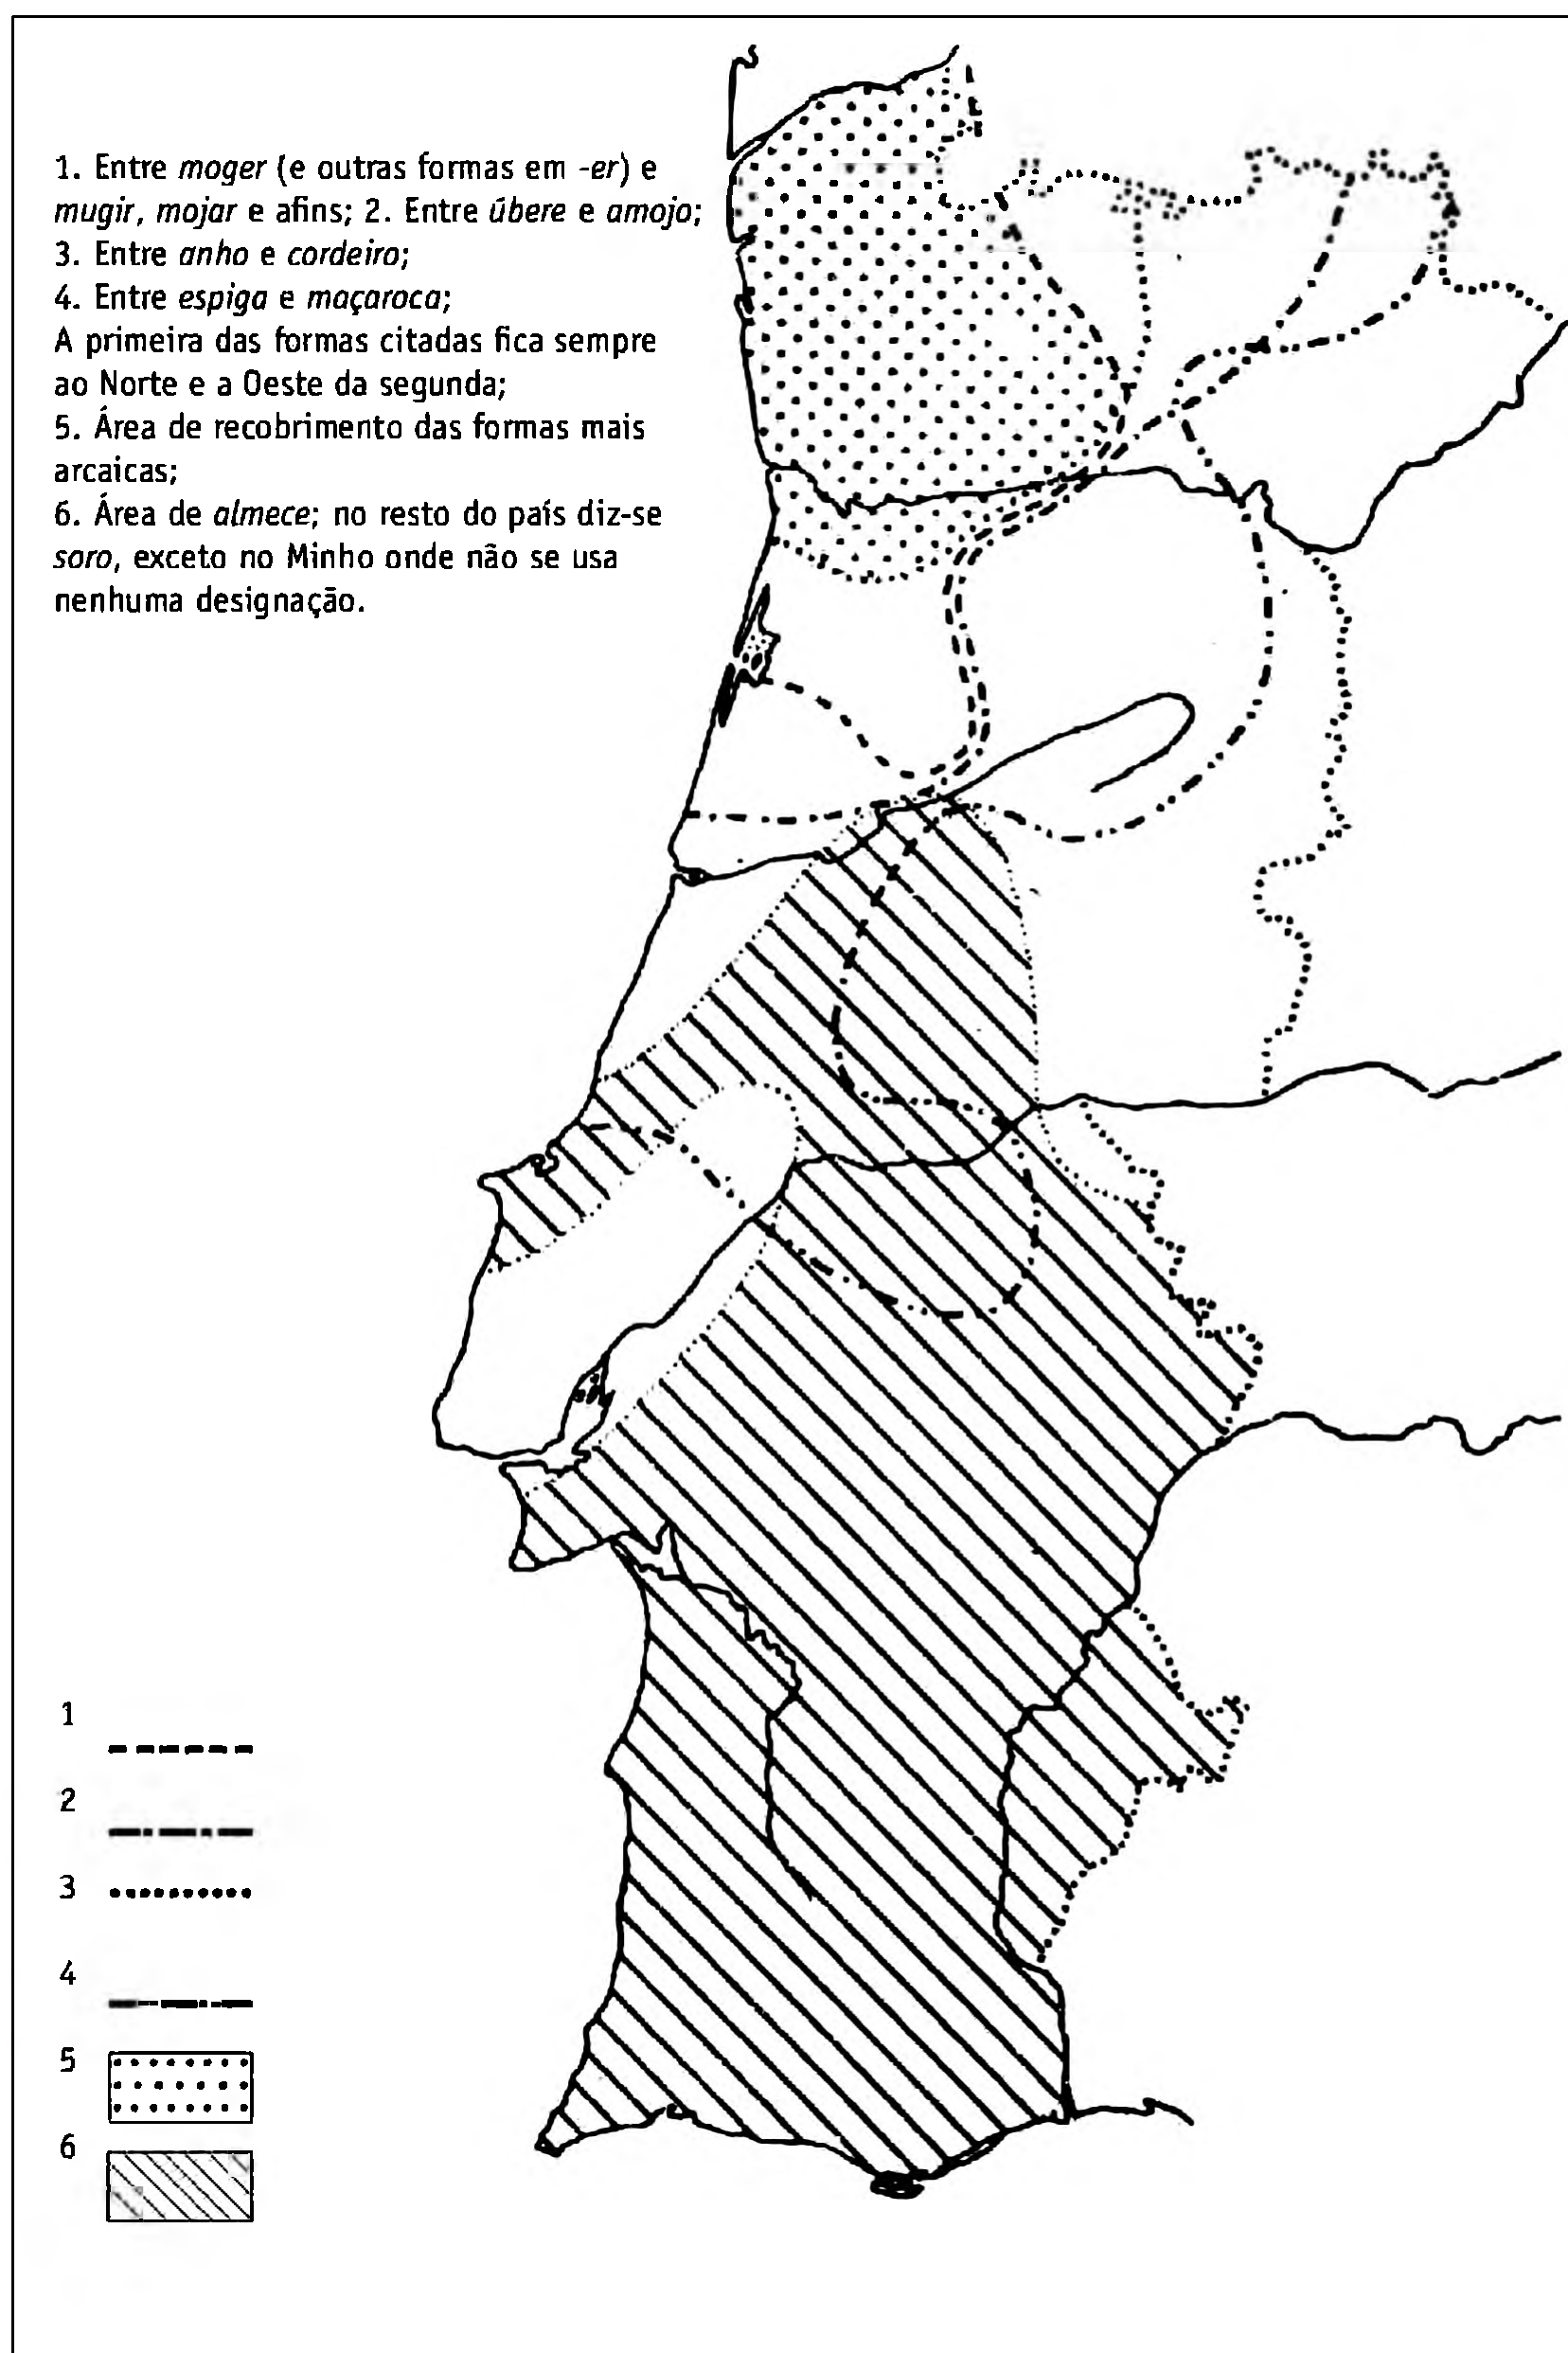 1. Entre moger (e outras formas em -er) e
mugir, mojar e afins; 2. Entre úbere e amojo;
3. Entre anho e cordeiro;
4. Entre espiga e maçaroca;
A primeira das formas citadas fica sempre
ao Norte e a Oeste da segunda;
5. Área de recobrimento das formas mais
arcaicas;
6. Área de almece; no resto do país diz-se
soro, exceto no Minho onde não se usa
nenhuma designação.
1
2
3
4
5
6